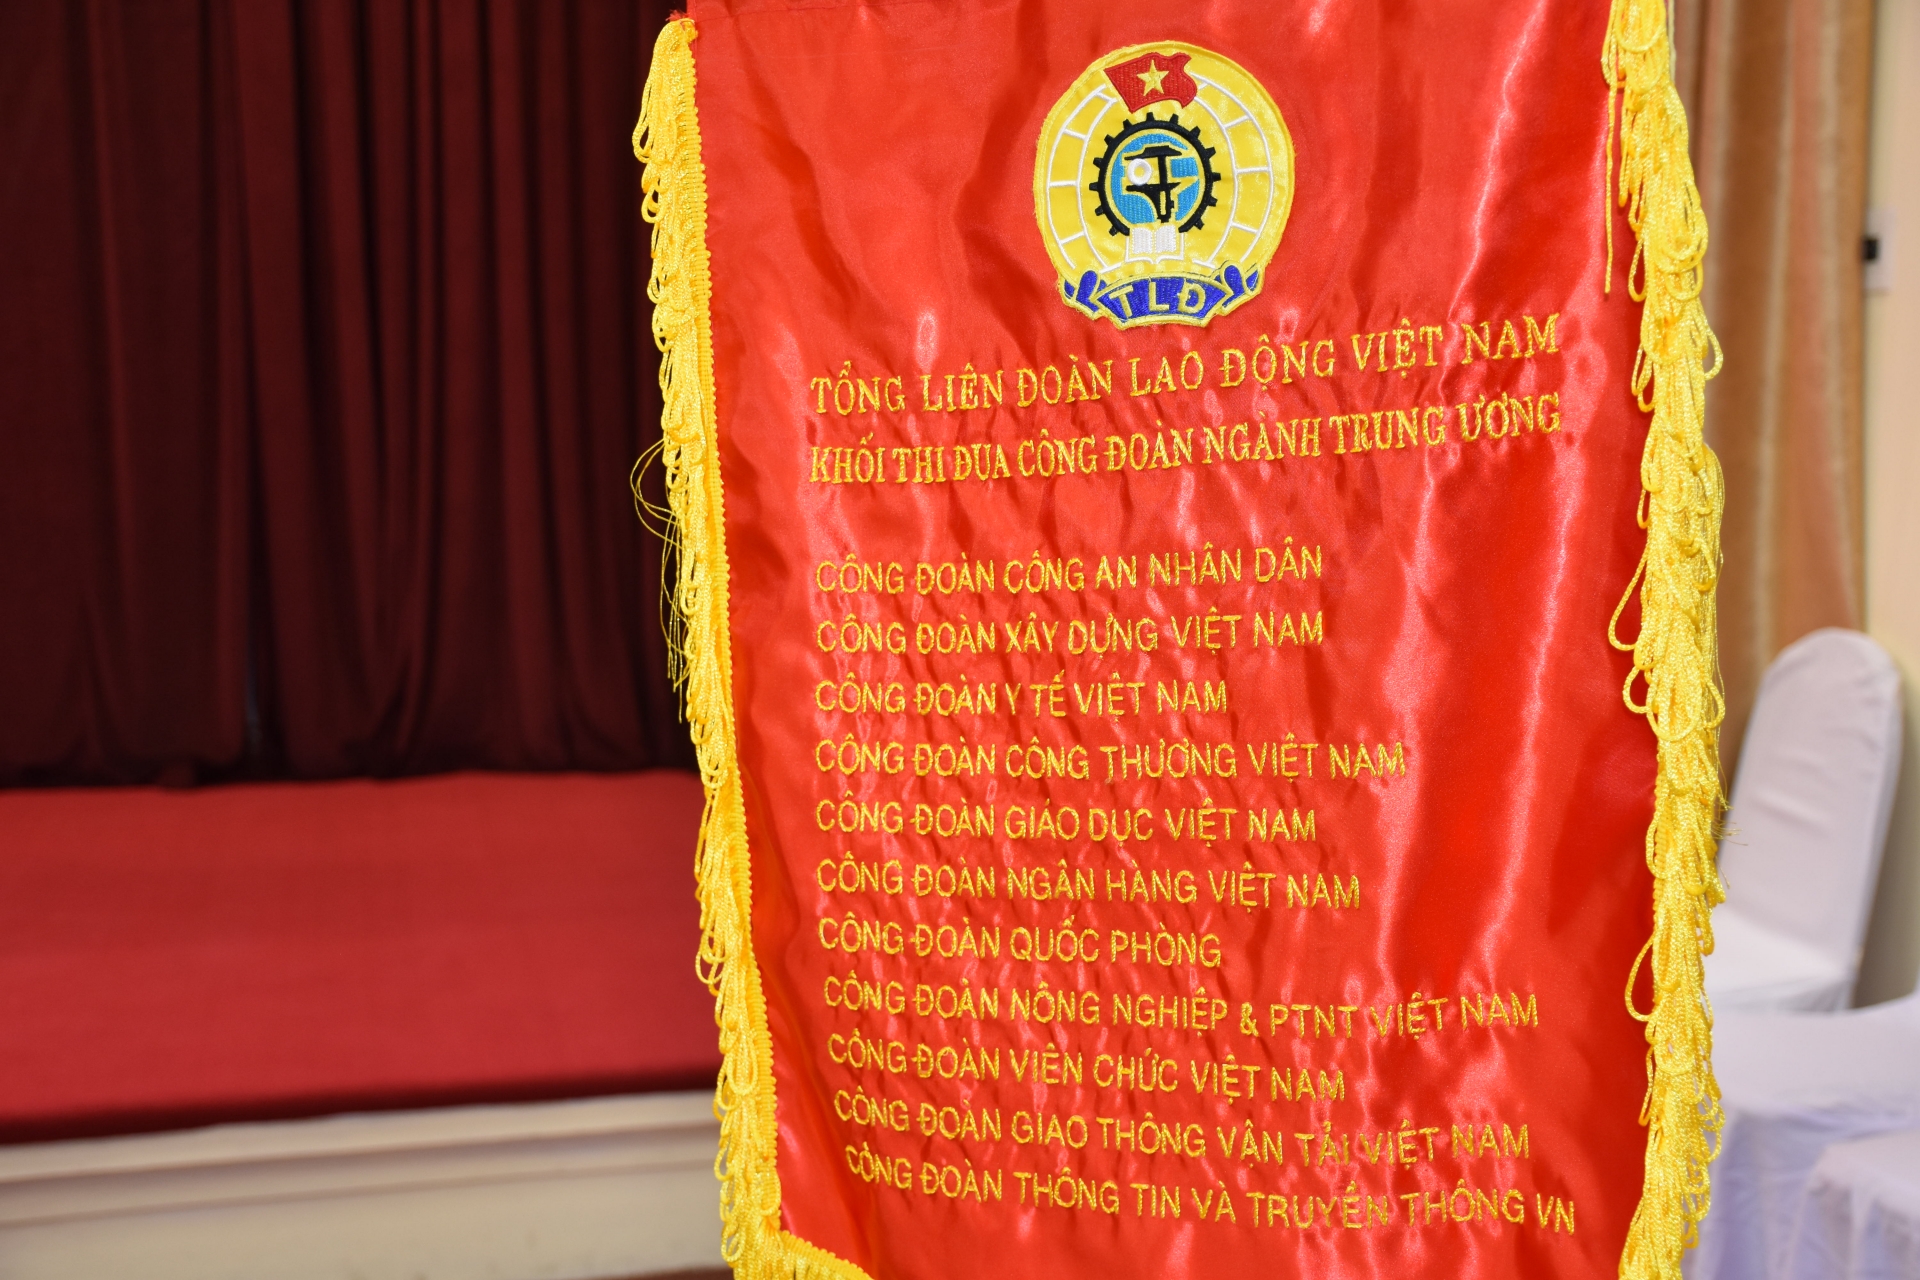 TLĐ
TỔNG LIÊN ĐOÀN LAO ĐỘNG VIỆT NAM
KHỐI THI ĐUA CÔNG ĐOÀN NGÀNH TRUNG ƯƠNG
CÔNG ĐOÀN CÔNG AN NHÂN DÂN
CÔNG ĐOÀN XÂY DỰNG VIỆT NAM
CÔNG ĐOÀN Y TẾ VIỆT NAM
CÔNG ĐOÀN CÔNG THƯƠNG VIỆT NAM
CÔNG ĐOÀN GIÁO DỤC VIỆT NAM
CÔNG ĐOÀN NGÂN HÀNG VIỆT NAM
CÔNG ĐOÀN QUỐC PHÒNG
CÔNG ĐOÀN NÔNG NGHIỆP & PTNT VIỆT NAM
CÔNG ĐOÀN VIÊN CHỨC VIỆT NAM
CÔNG ĐOÀN GIAO THÔNG VẬN TẢI VIỆT NAM
CÔNG ĐOÀN THÔNG TIN VÀ TRUYỀN THÔNG VN